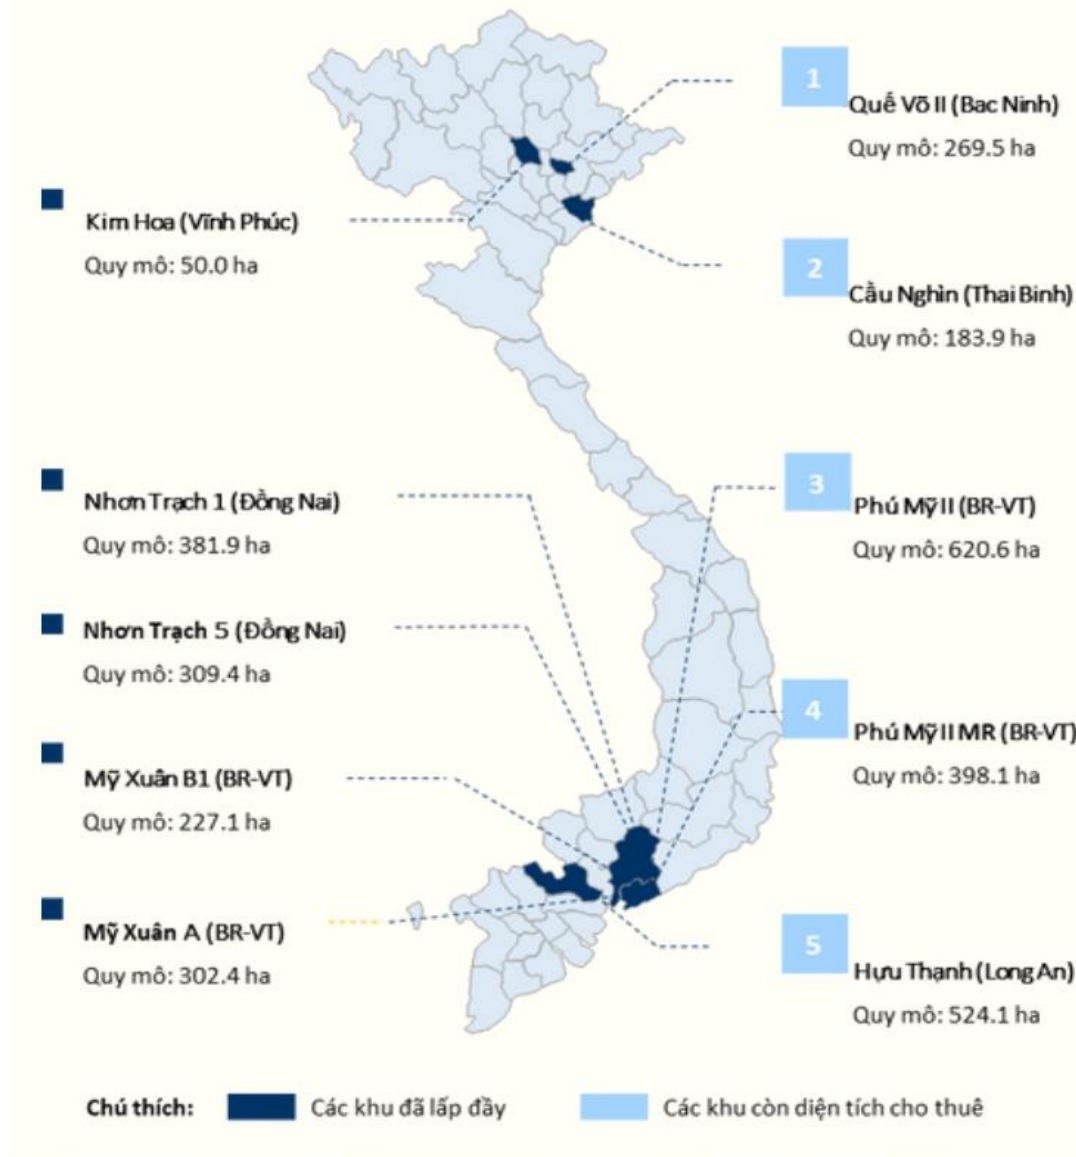 1
Quế Võ II (Bac Ninh)
Quy mô: 269.5 ha
Kim Hoa (Vĩnh Phúc)
Quy mô: 50.0 ha
2
Cầu Nghìn (Thai Binh)
Quy mô: 183.9 ha
Nhơn Trạch 1 (Đồng Nai)
Quy mô: 381.9 ha
3
Phú Mỹ II (BR-VT)
Quy mô: 620.6 ha
Nhơn Trạch 5 (Đồng Nai)
Quy mô: 309.4 ha
4
Phú Mỹ II MR (BR-VT)
Quy mô: 398.1 ha
Mỹ Xuân B1 (BR-VT)
Quy mô: 227.1 ha
Mỹ Xuân A (BR-VT)
Quy mô: 302.4 ha
5
Hựu Thạnh (Long An)
Quy mô: 524.1 ha
Chú thích: Các khu đã lấp đầy Các khu còn diện tích cho thuê